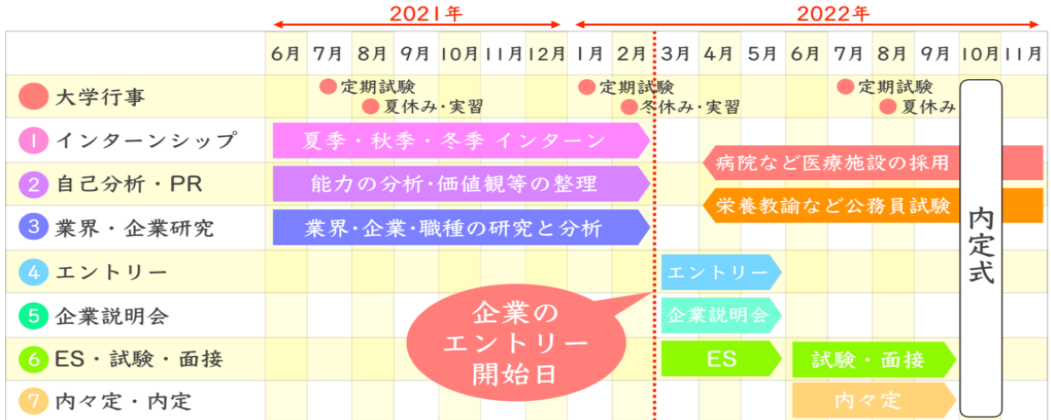 2021年 2022年
6月 7月 8月 9月 10月 11月 12月 1月 2月 3月 4月 5月 6月 7月 8月 9月 10月 11月
大学行事 定期試験 定期試験 定期試験
夏休み・実習 冬休み・実習 夏休み
1 インターンシップ 夏季・秋季・冬季 インターン
病院など医療施設の採用
2 自己分析・PR 能力の分析・価値観等の整理
栄養教諭など公務員試験
3 業界・企業研究 業界・企業・職種の研究と分析
内定式
4 エントリー エントリー
企業の
エントリー
開始日
5 企業説明会 企業説明会
6 ES・試験・面接 ES 試験・面接
7 内々定・内定 内々定